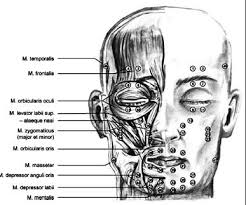 M. temporalis
M. frontalis
M. orbicularis oculi
M. levator labii sup.
– alaeque nasi
M. zygomaticus
(major et minor)
M. orbicularis oris
M. masseter
M. depressor anguli oris
M. depressor labii
M. mentalis